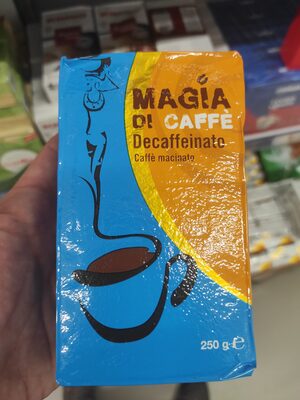 MAGIA
DI CAFFÈ
Decaffeinato
Caffè macinato
250 g ℮